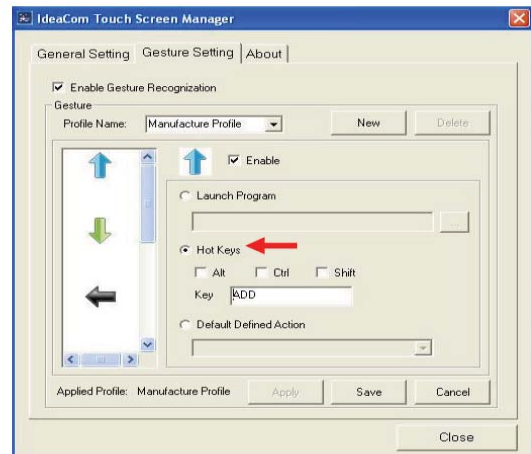 IdeaCom Touch Screen Manager
General Setting Gesture Setting About
Enable Gesture Recognization
Gesture
Profile Name: Manufacture Profile New Delete
Enable
Launch Program
...
Hot Keys
Alt Ctrl Shift
Key ADD
Default Defined Action
Applied Profile: Manufacture Profile Apply Save Cancel
Close